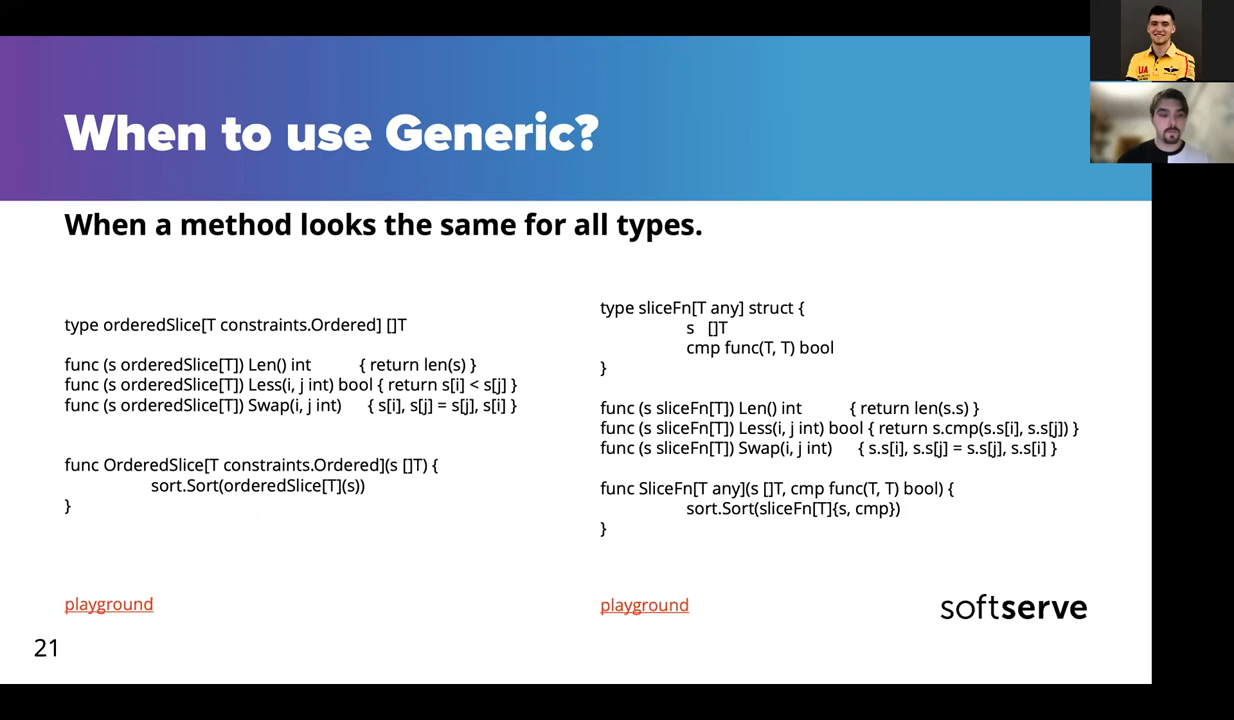 When to use Generic?
When a method looks the same for all types.
type orderedSlice[T constraints.Ordered] []T
func (s orderedSlice[T]) Len() int { return len(s) }
func (s orderedSlice[T]) Less(i, j int) bool { return s[i] < s[j] }
func (s orderedSlice[T]) Swap(i, j int) { s[i], s[j] = s[j], s[i] }
func OrderedSlice[T constraints.Ordered](s []T) {
sort.Sort(orderedSlice[T](s))
}
playground
type sliceFn[T any] struct {
s []T
cmp func(T, T) bool
}
func (s sliceFn[T]) Len() int { return len(s.s) }
func (s sliceFn[T]) Less(i, j int) bool { return s.cmp(s.s[i], s.s[j]) }
func (s sliceFn[T]) Swap(i, j int) { s.s[i], s.s[j] = s.s[j], s.s[i] }
func SliceFn[T any](s []T, cmp func(T, T) bool) {
sort.Sort(sliceFn[T]{s, cmp})
}
playground
softserve
21
UA